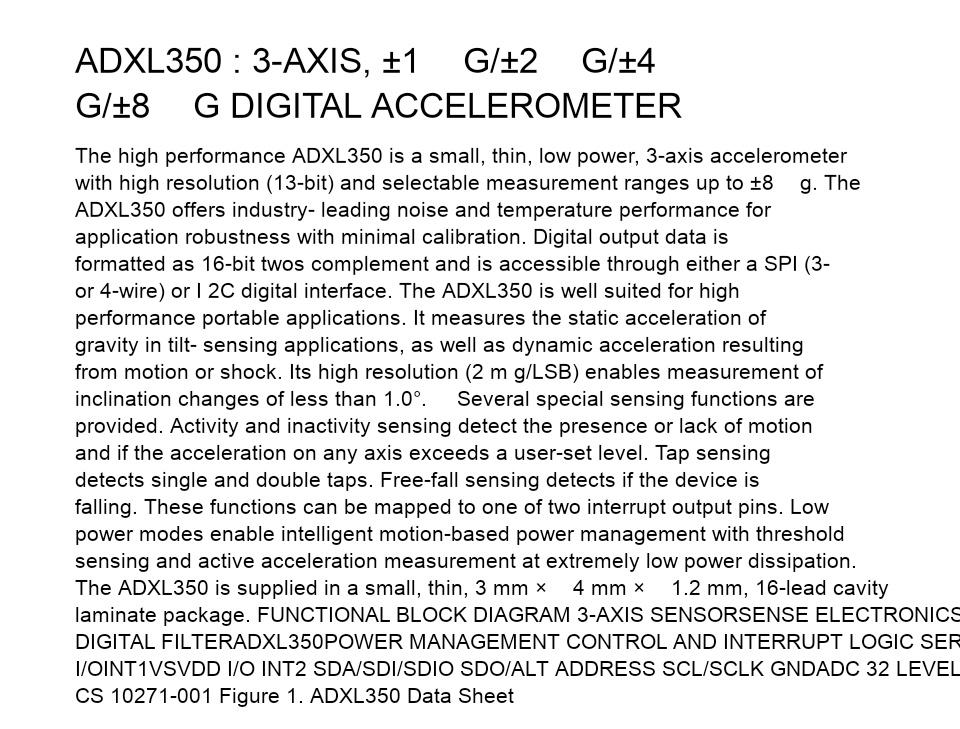 ADXL350 : 3-AXIS, ±1 G/±2 G/±4
G/±8 G DIGITAL ACCELEROMETER
The high performance ADXL350 is a small, thin, low power, 3-axis accelerometer
with high resolution (13-bit) and selectable measurement ranges up to ±8 g. The
ADXL350 offers industry- leading noise and temperature performance for
application robustness with minimal calibration. Digital output data is
formatted as 16-bit twos complement and is accessible through either a SPI (3-
or 4-wire) or I 2C digital interface. The ADXL350 is well suited for high
performance portable applications. It measures the static acceleration of
gravity in tilt- sensing applications, as well as dynamic acceleration resulting
from motion or shock. Its high resolution (2 m g/LSB) enables measurement of
inclination changes of less than 1.0°. Several special sensing functions are
provided. Activity and inactivity sensing detect the presence or lack of motion
and if the acceleration on any axis exceeds a user-set level. Tap sensing
detects single and double taps. Free-fall sensing detects if the device is
falling. These functions can be mapped to one of two interrupt output pins. Low
power modes enable intelligent motion-based power management with threshold
sensing and active acceleration measurement at extremely low power dissipation.
The ADXL350 is supplied in a small, thin, 3 mm × 4 mm × 1.2 mm, 16-lead cavity
laminate package. FUNCTIONAL BLOCK DIAGRAM 3-AXIS SENSORSENSE ELECTRONICS
DIGITAL FILTERADXL350POWER MANAGEMENT CONTROL AND INTERRUPT LOGIC SER
I/OINT1VSVDD I/O INT2 SDA/SDI/SDIO SDO/ALT ADDRESS SCL/SCLK GNDADC 32 LEVEL
CS 10271-001 Figure 1. ADXL350 Data Sheet